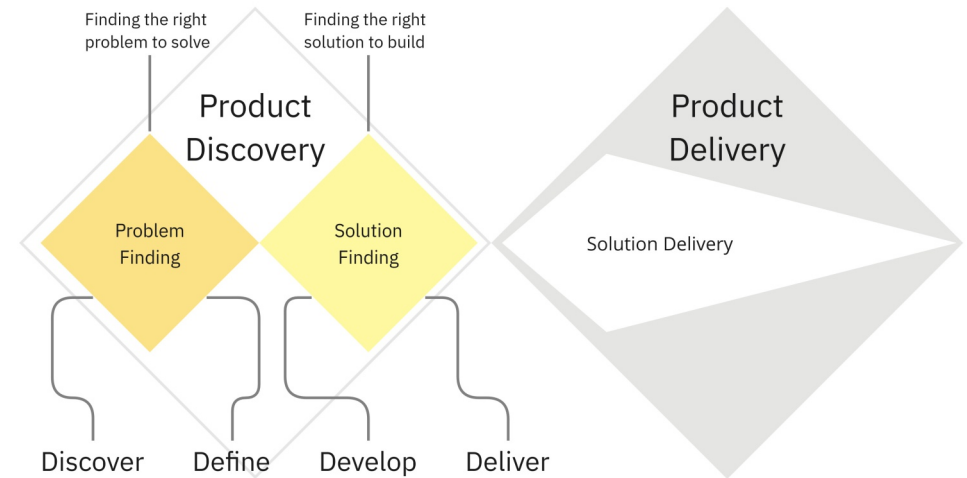 Finding the right
problem to solve
Finding the right
solution to build
Product
Discovery
Product
Delivery
Problem
Finding
Solution
Finding
Solution Delivery
Discover
Define
Develop
Deliver